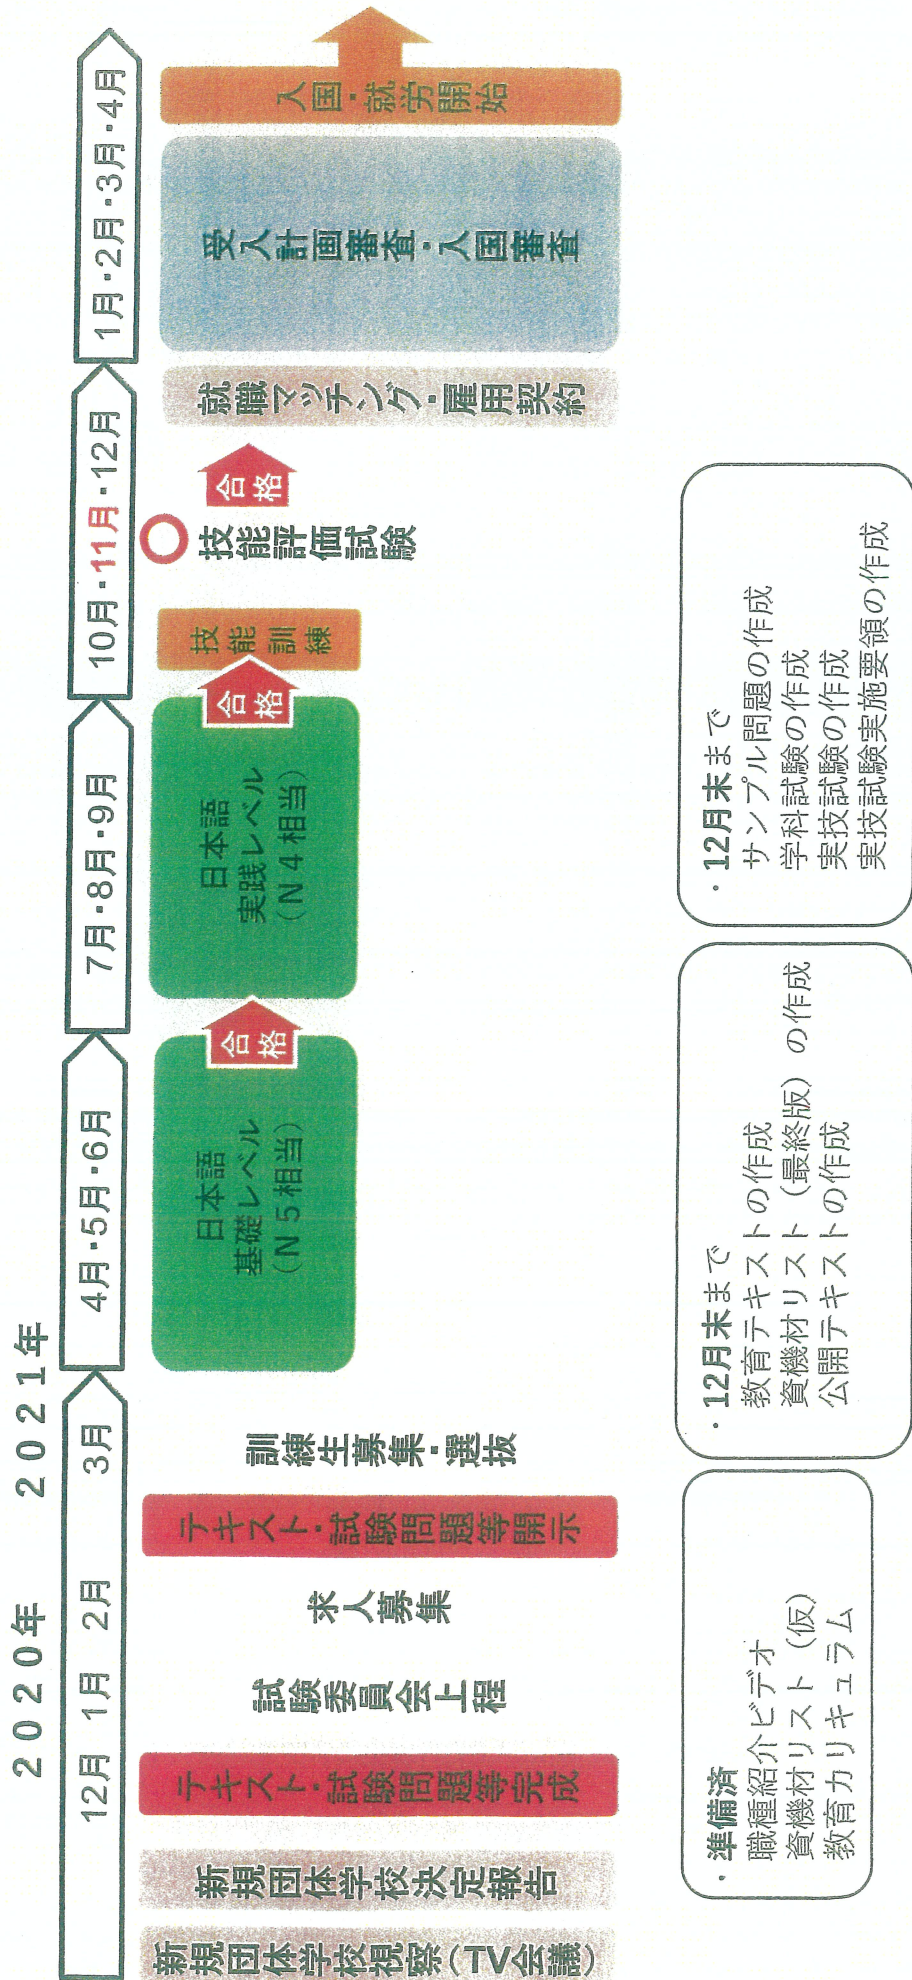 2020年 2021年
12月 1月 2月 3月
4月・5月・6月
7月・8月・9月
10月・11月・12月
1月・2月・3月・4月
新規団体学校視察(TV会議)
新規団体学校決定報告
テキスト・試験問題等完成
試験委員会上程
求人募集
テキスト・試験問題等開示
訓練生募集・選抜
日本語
基礎レベル
(N5相当)
合格
日本語
実践レベル
(N4相当)
合格
技能
訓練
技能評価試験
合格
就職マッチング・雇用契約
受入計画審査・入国審査
入国・就労開始
・準備済
職種紹介ビデオ
資機材リスト(仮)
教育カリキュラム
・12月末まで
教育テキストの作成
資機材リスト(最終版)の作成
公開テキストの作成
・12月末まで
サンプル問題の作成
学科試験の作成
実技試験の作成
実技試験実施要領の作成